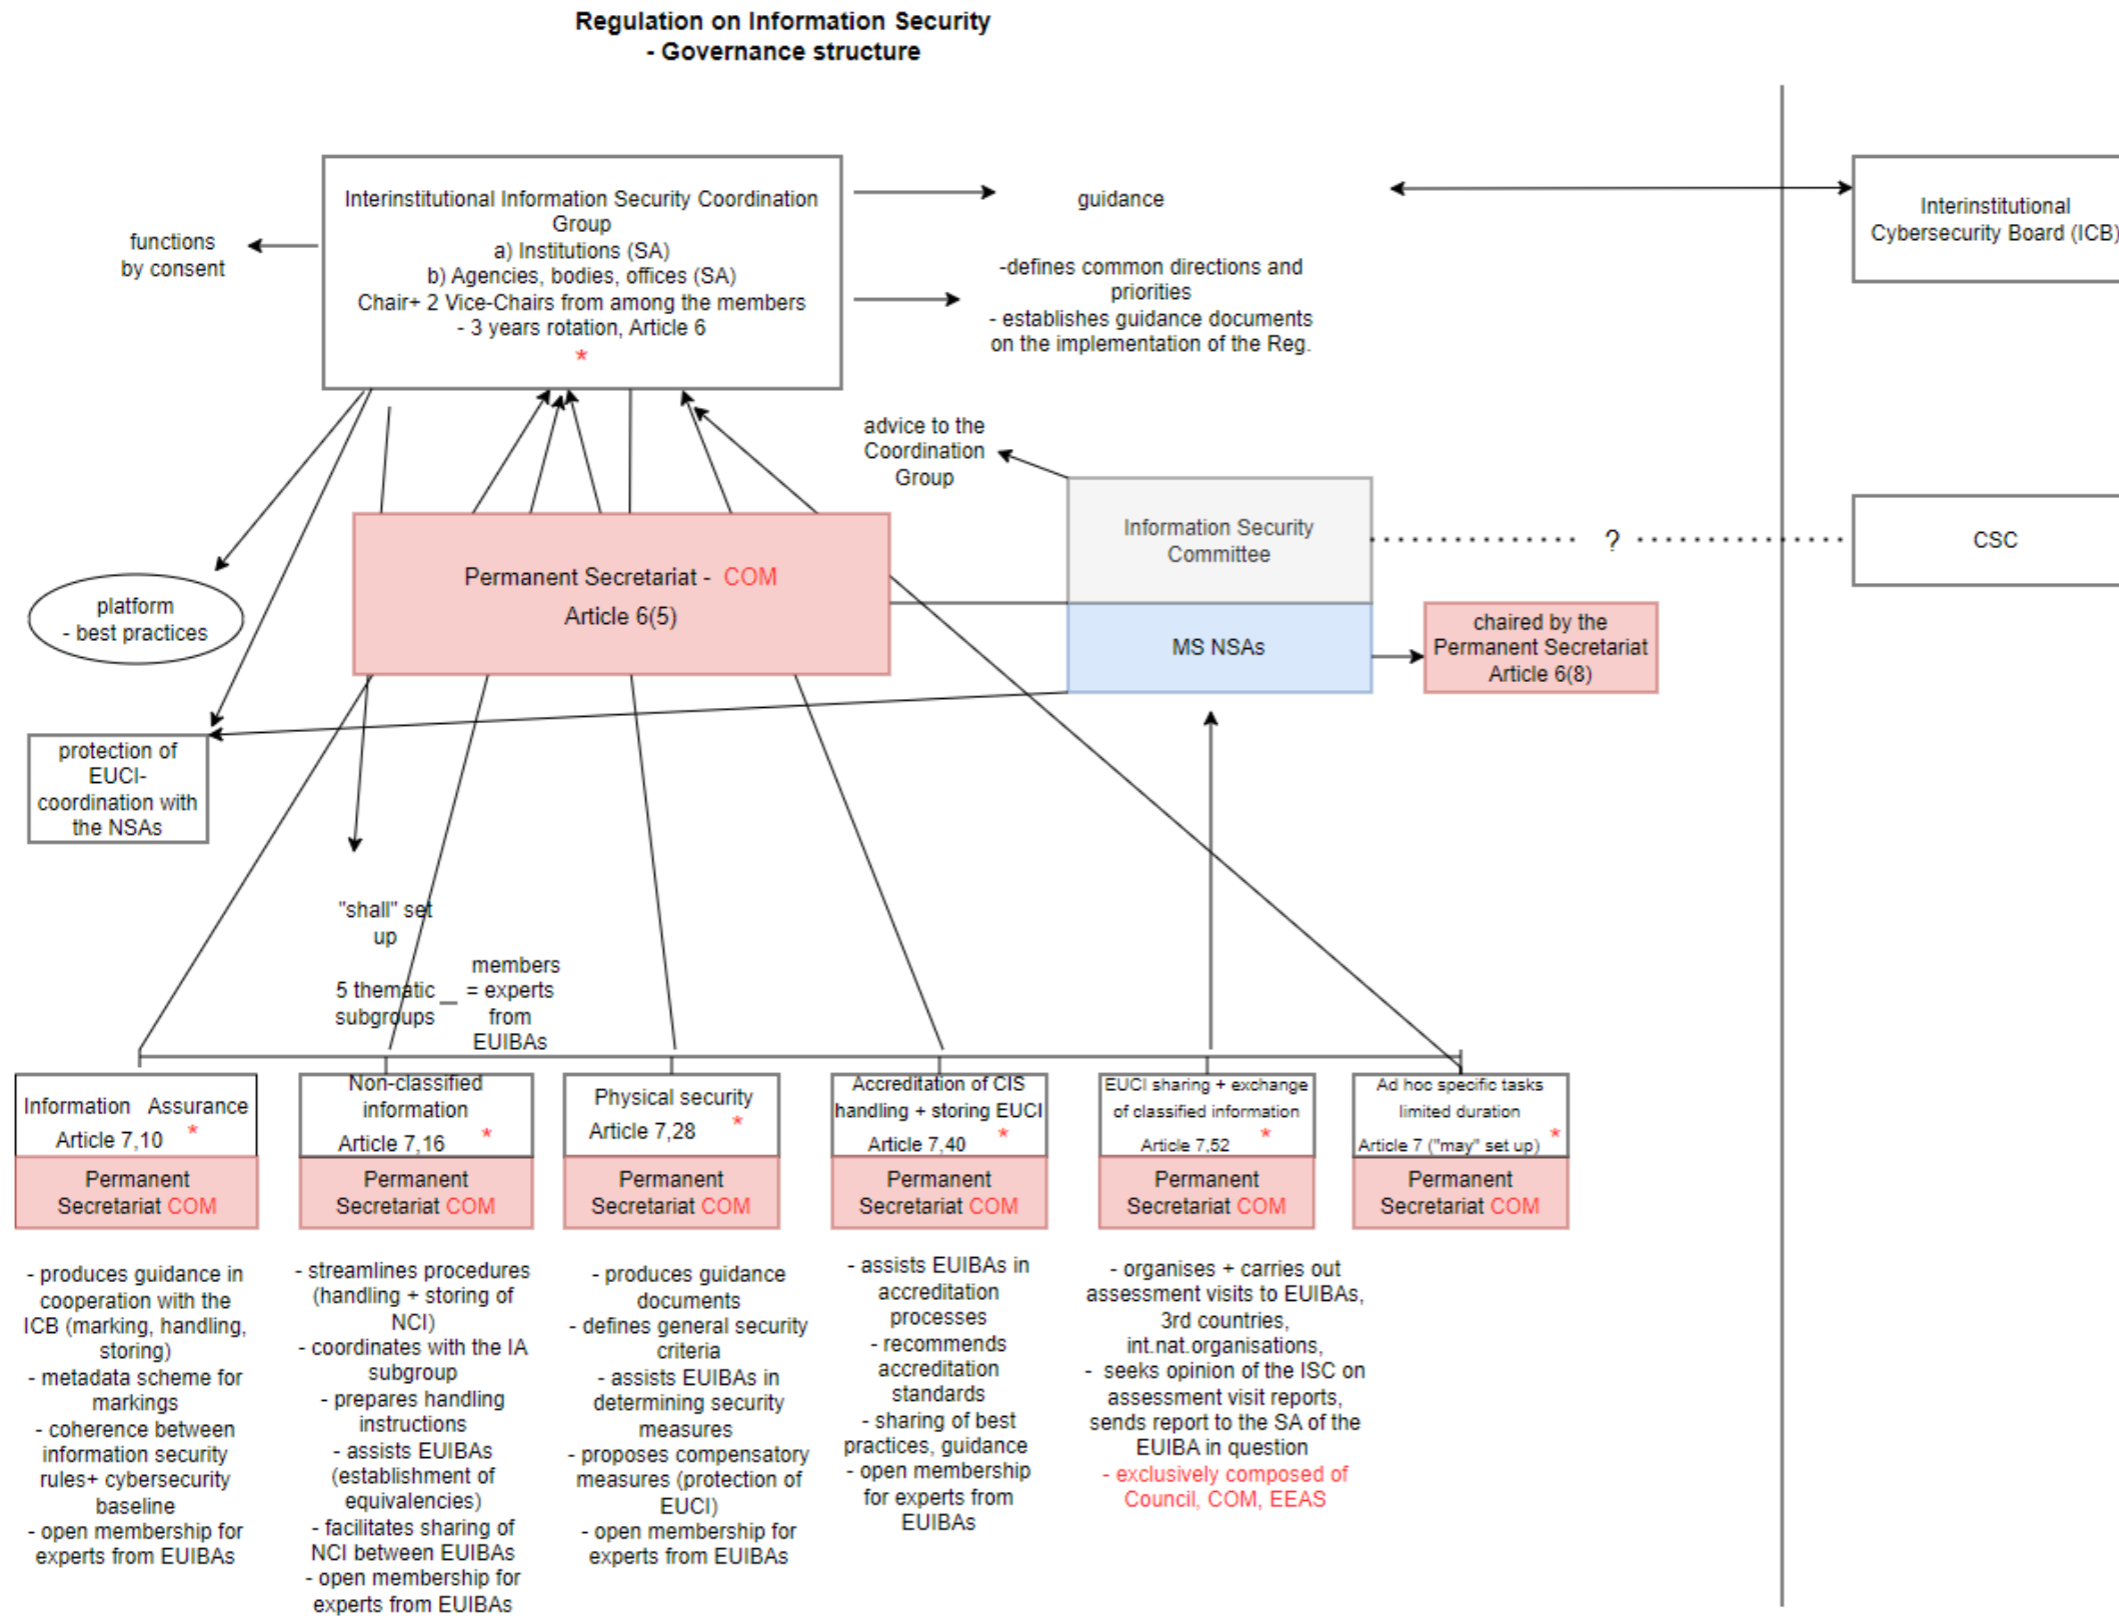 Regulation on Information Security
- Governance structure
Interinstitutional Information Security Coordination
Group
a) Institutions (SA)
b) Agencies, bodies, offices (SA)
Chair+ 2 Vice-Chairs from among the members
- 3 years rotation, Article 6
*
functions
by consent
guidance
-defines common directions and
priorities
- establishes guidance documents
on the implementation of the Reg.
Interinstitutional
Cybersecurity Board (ICB)
advice to the
Coordination
Group
Information Security
Committee
?
CSC
Permanent Secretariat - COM
Article 6(5)
MS NSAs
chaired by the
Permanent Secretariat
Article 6(8)
platform
- best practices
protection of
EUCI-
coordination with
the NSAs
"shall" set
up
5 thematic
subgroups
_
members
= experts
from
EUIBAs
Information Assurance
Article 7,10 *
Permanent
Secretariat COM
- produces guidance in
cooperation with the
ICB (marking, handling,
storing)
- metadata scheme for
markings
- coherence between
information security
rules+ cybersecurity
baseline
- open membership for
experts from EUIBAs
Non-classified
information
Article 7,16 *
Permanent
Secretariat COM
- streamlines procedures
(handling + storing of
NCI)
- coordinates with the IA
subgroup
- prepares handling
instructions
- assists EUIBAs
(establishment of
equivalencies)
- facilitates sharing of
NCI between EUIBAs
- open membership for
experts from EUIBAs
Physical security
Article 7,28 *
Permanent
Secretariat COM
- produces guidance
documents
- defines general security
criteria
- assists EUIBAs in
determining security
measures
- proposes compensatory
measures (protection of
EUCI)
- open membership for
experts from EUIBAs
Accreditation of CIS
handling + storing EUCI
Article 7,40 *
Permanent
Secretariat COM
- assists EUIBAs in
accreditation
processes
- recommends
accreditation
standards
- sharing of best
practices, guidance
- open membership
for experts from
EUIBAs
EUCI sharing + exchange
of classified information
Article 7,52 *
Permanent
Secretariat COM
- organises + carries out
assessment visits to EUIBAs,
3rd countries,
int.nat.organisations,
- seeks opinion of the ISC on
assessment visit reports,
sends report to the SA of the
EUIBA in question
- exclusively composed of
Council, COM, EEAS
Ad hoc specific tasks
limited duration
Article 7 ("may" set up) *
Permanent
Secretariat COM